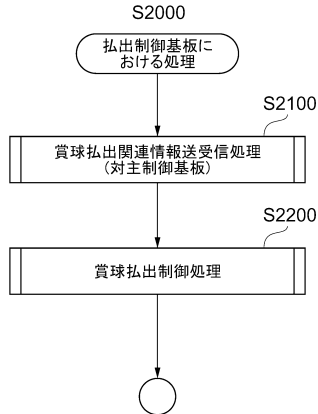 S2000
払出制御基板に
おける処理
S2100
賞球払出関連情報送受信処理
(対主制御基板)
S2200
賞球払出制御処理